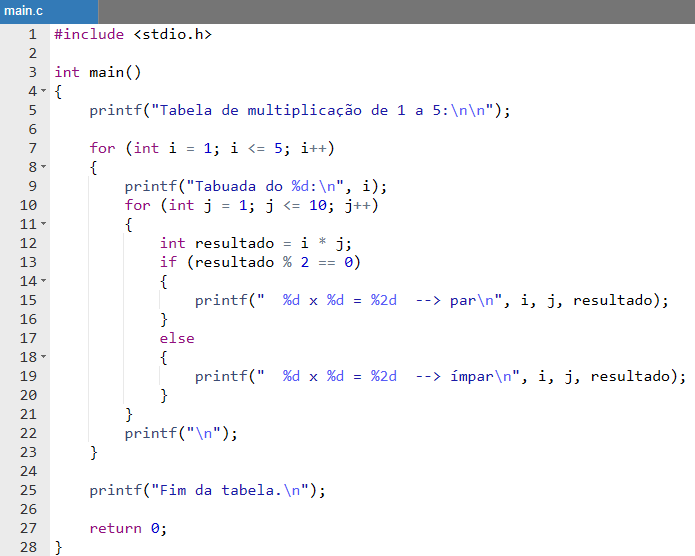 main.c
1 #include <stdio.h>
2
3 int main()
4 {
5     printf("Tabela de multiplicação de 1 a 5:\n\n");
6
7     for (int i = 1; i <= 5; i++)
8     {
9         printf("Tabuada do %d:\n", i);
10         for (int j = 1; j <= 10; j++)
11         {
12             int resultado = i * j;
13             if (resultado % 2 == 0)
14             {
15                 printf("  %d x %d = %2d  --> par\n", i, j, resultado);
16             }
17             else
18             {
19                 printf("  %d x %d = %2d  --> ímpar\n", i, j, resultado);
20             }
21         }
22         printf("\n");
23     }
24
25     printf("Fim da tabela.\n");
26
27     return 0;
28 }